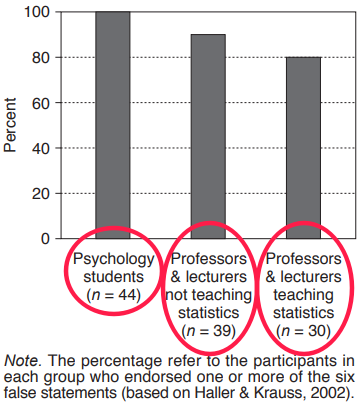 100
80
60
40
20
0
Percent
Psychology
students
(n = 44)
Professors
& lecturers
not teaching
statistics
(n = 39)
Professors
& lecturers
teaching
statistics
(n = 30)
Note. The percentage refer to the participants in
each group who endorsed one or more of the six
false statements (based on Haller & Krauss, 2002).